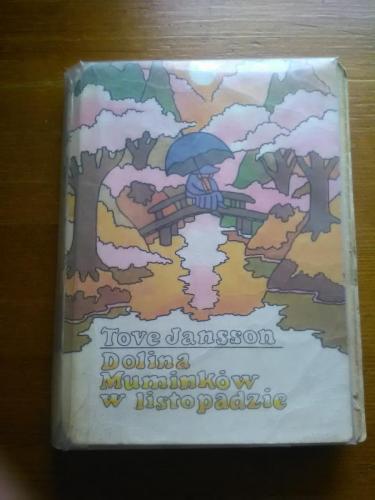 Tove Jansson
Dolina
Muminków
w listopadzie